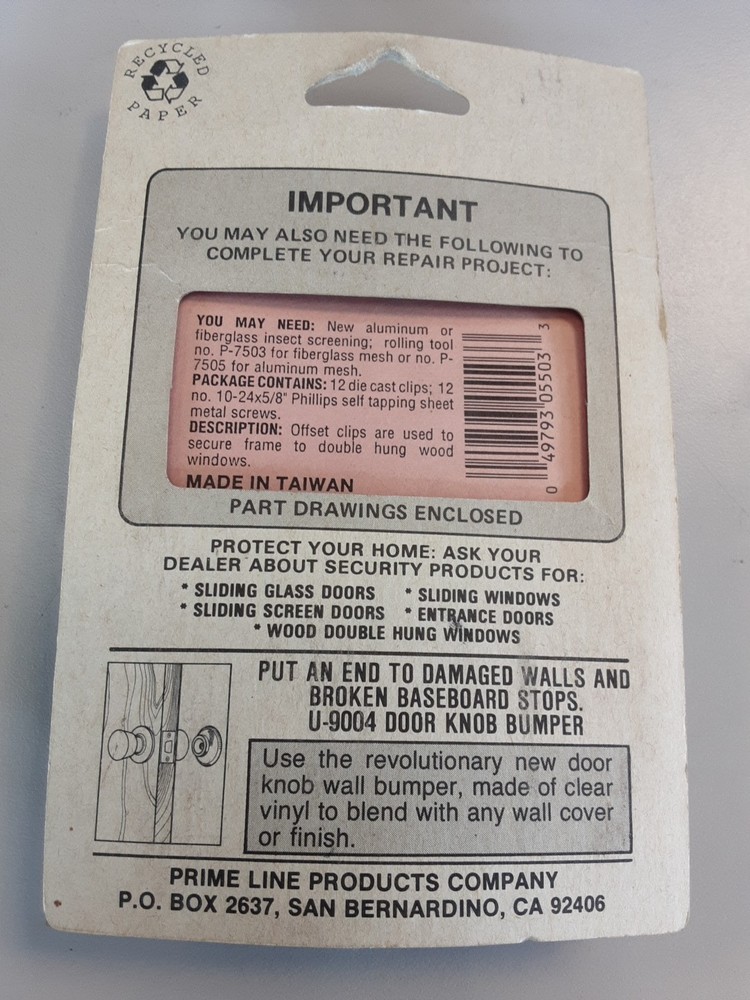 RECYCLED
PAPER
IMPORTANT
YOU MAY ALSO NEED THE FOLLOWING TO
COMPLETE YOUR REPAIR PROJECT:
YOU MAY NEED: New aluminum or
fiberglass insect screening; rolling tool
no. P-7503 for fiberglass mesh or no. P-
7505 for aluminum mesh.
PACKAGE CONTAINS: 12 die cast clips; 12
no. 10-24x5/8" Phillips self tapping sheet
metal screws.
DESCRIPTION: Offset clips are used to
secure frame to double hung wood
windows.
MADE IN TAIWAN
0 49793 05503 3
PART DRAWINGS ENCLOSED
PROTECT YOUR HOME: ASK YOUR
DEALER ABOUT SECURITY PRODUCTS FOR:
* SLIDING GLASS DOORS * SLIDING WINDOWS
* SLIDING SCREEN DOORS * ENTRANCE DOORS
* WOOD DOUBLE HUNG WINDOWS
PUT AN END TO DAMAGED WALLS AND
BROKEN BASEBOARD STOPS.
U-9004 DOOR KNOB BUMPER
Use the revolutionary new door
knob wall bumper, made of clear
vinyl to blend with any wall cover
or finish.
PRIME LINE PRODUCTS COMPANY
P.O. BOX 2637, SAN BERNARDINO, CA 92406